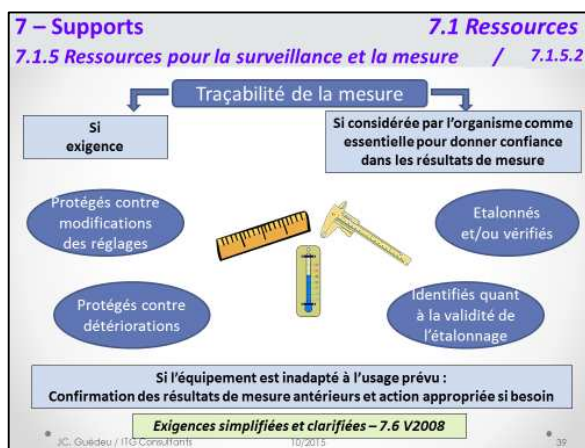 7 – Supports 7.1 Ressources
7.1.5 Ressources pour la surveillance et la mesure / 7.1.5.2
Traçabilité de la mesure
Si
exigence
Si considérée par l'organisme comme
essentielle pour donner confiance
dans les résultats de mesure
Protégés contre
modifications
des réglages
Etalonnés
et/ou vérifiés
Protégés contre
détériorations
Identifiés quant
à la validité de
l'étalonnage
Si l'équipement est inadapté à l'usage prévu :
Confirmation des résultats de mesure antérieurs et action appropriée si besoin
Exigences simplifiées et clarifiées – 7.6 V2008
JC. Guédeu / ITG Consultants 10/2015 39